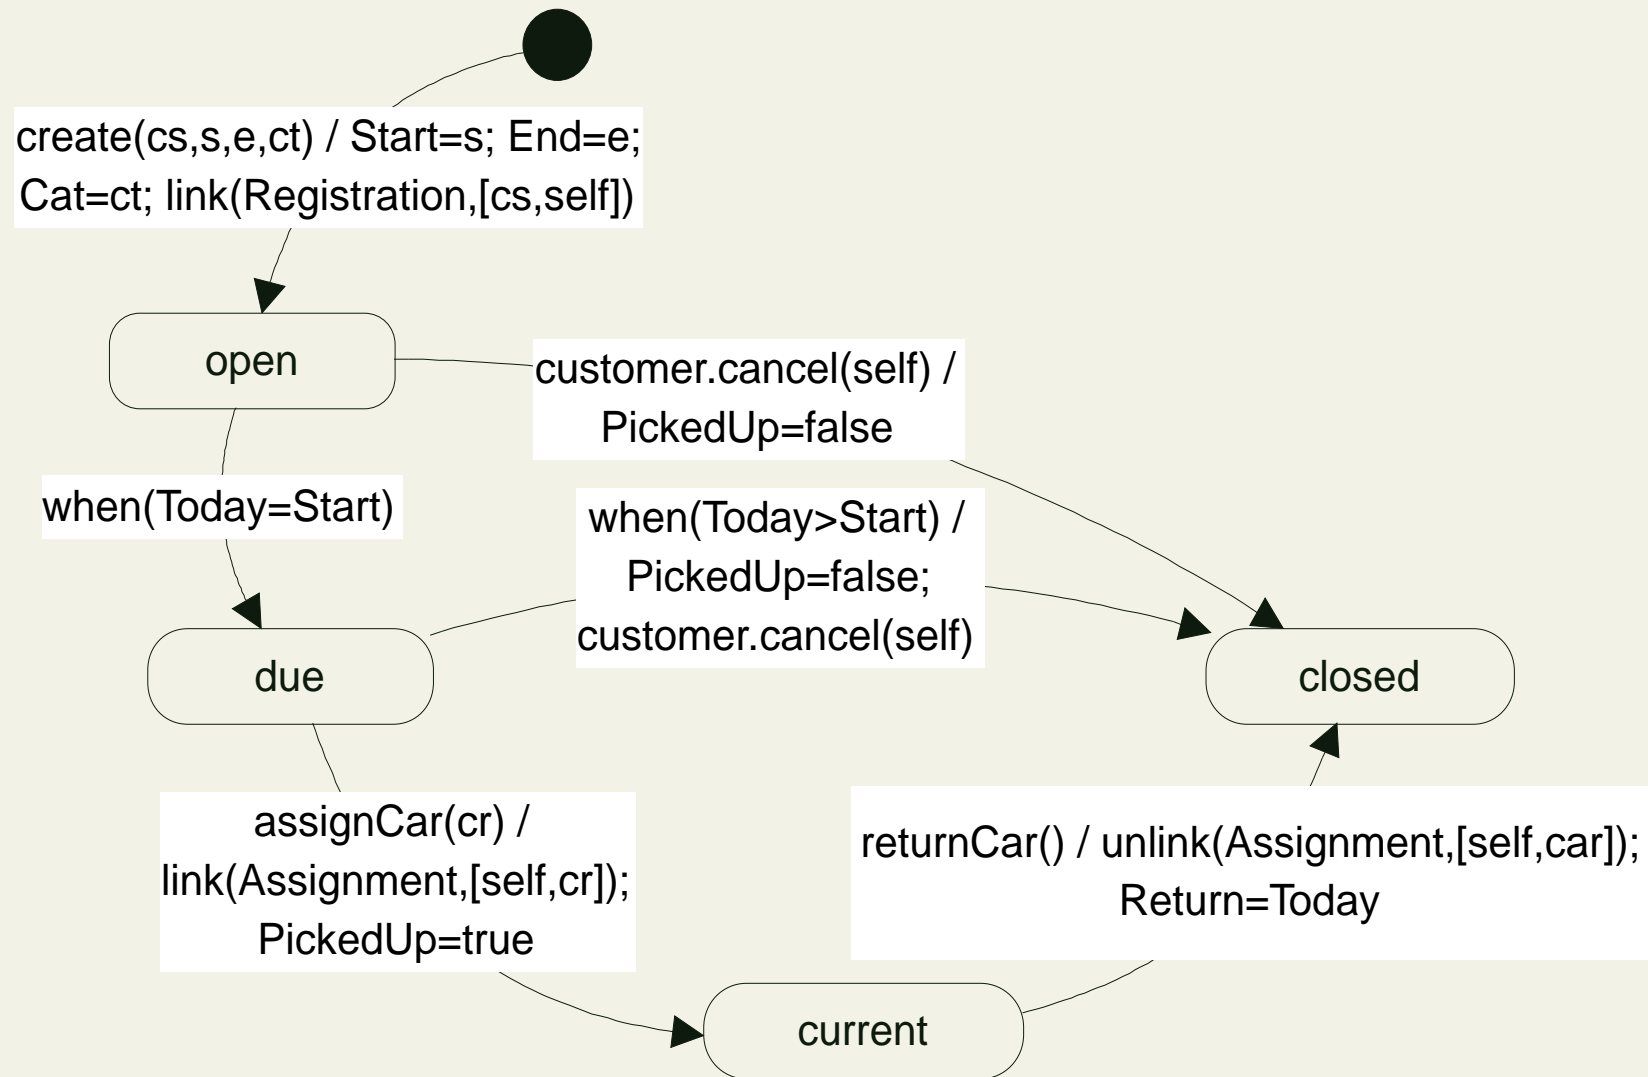 create(cs,s,e,ct) / Start=s; End=e;
Cat=ct; link(Registration,[cs,self])
open
customer.cancel(self) /
PickedUp=false
when(Today=Start)
when(Today>Start) /
PickedUp=false;
customer.cancel(self)
due
closed
assignCar(cr) /
link(Assignment,[self,cr]);
PickedUp=true
returnCar() / unlink(Assignment,[self,car]);
Return=Today
current